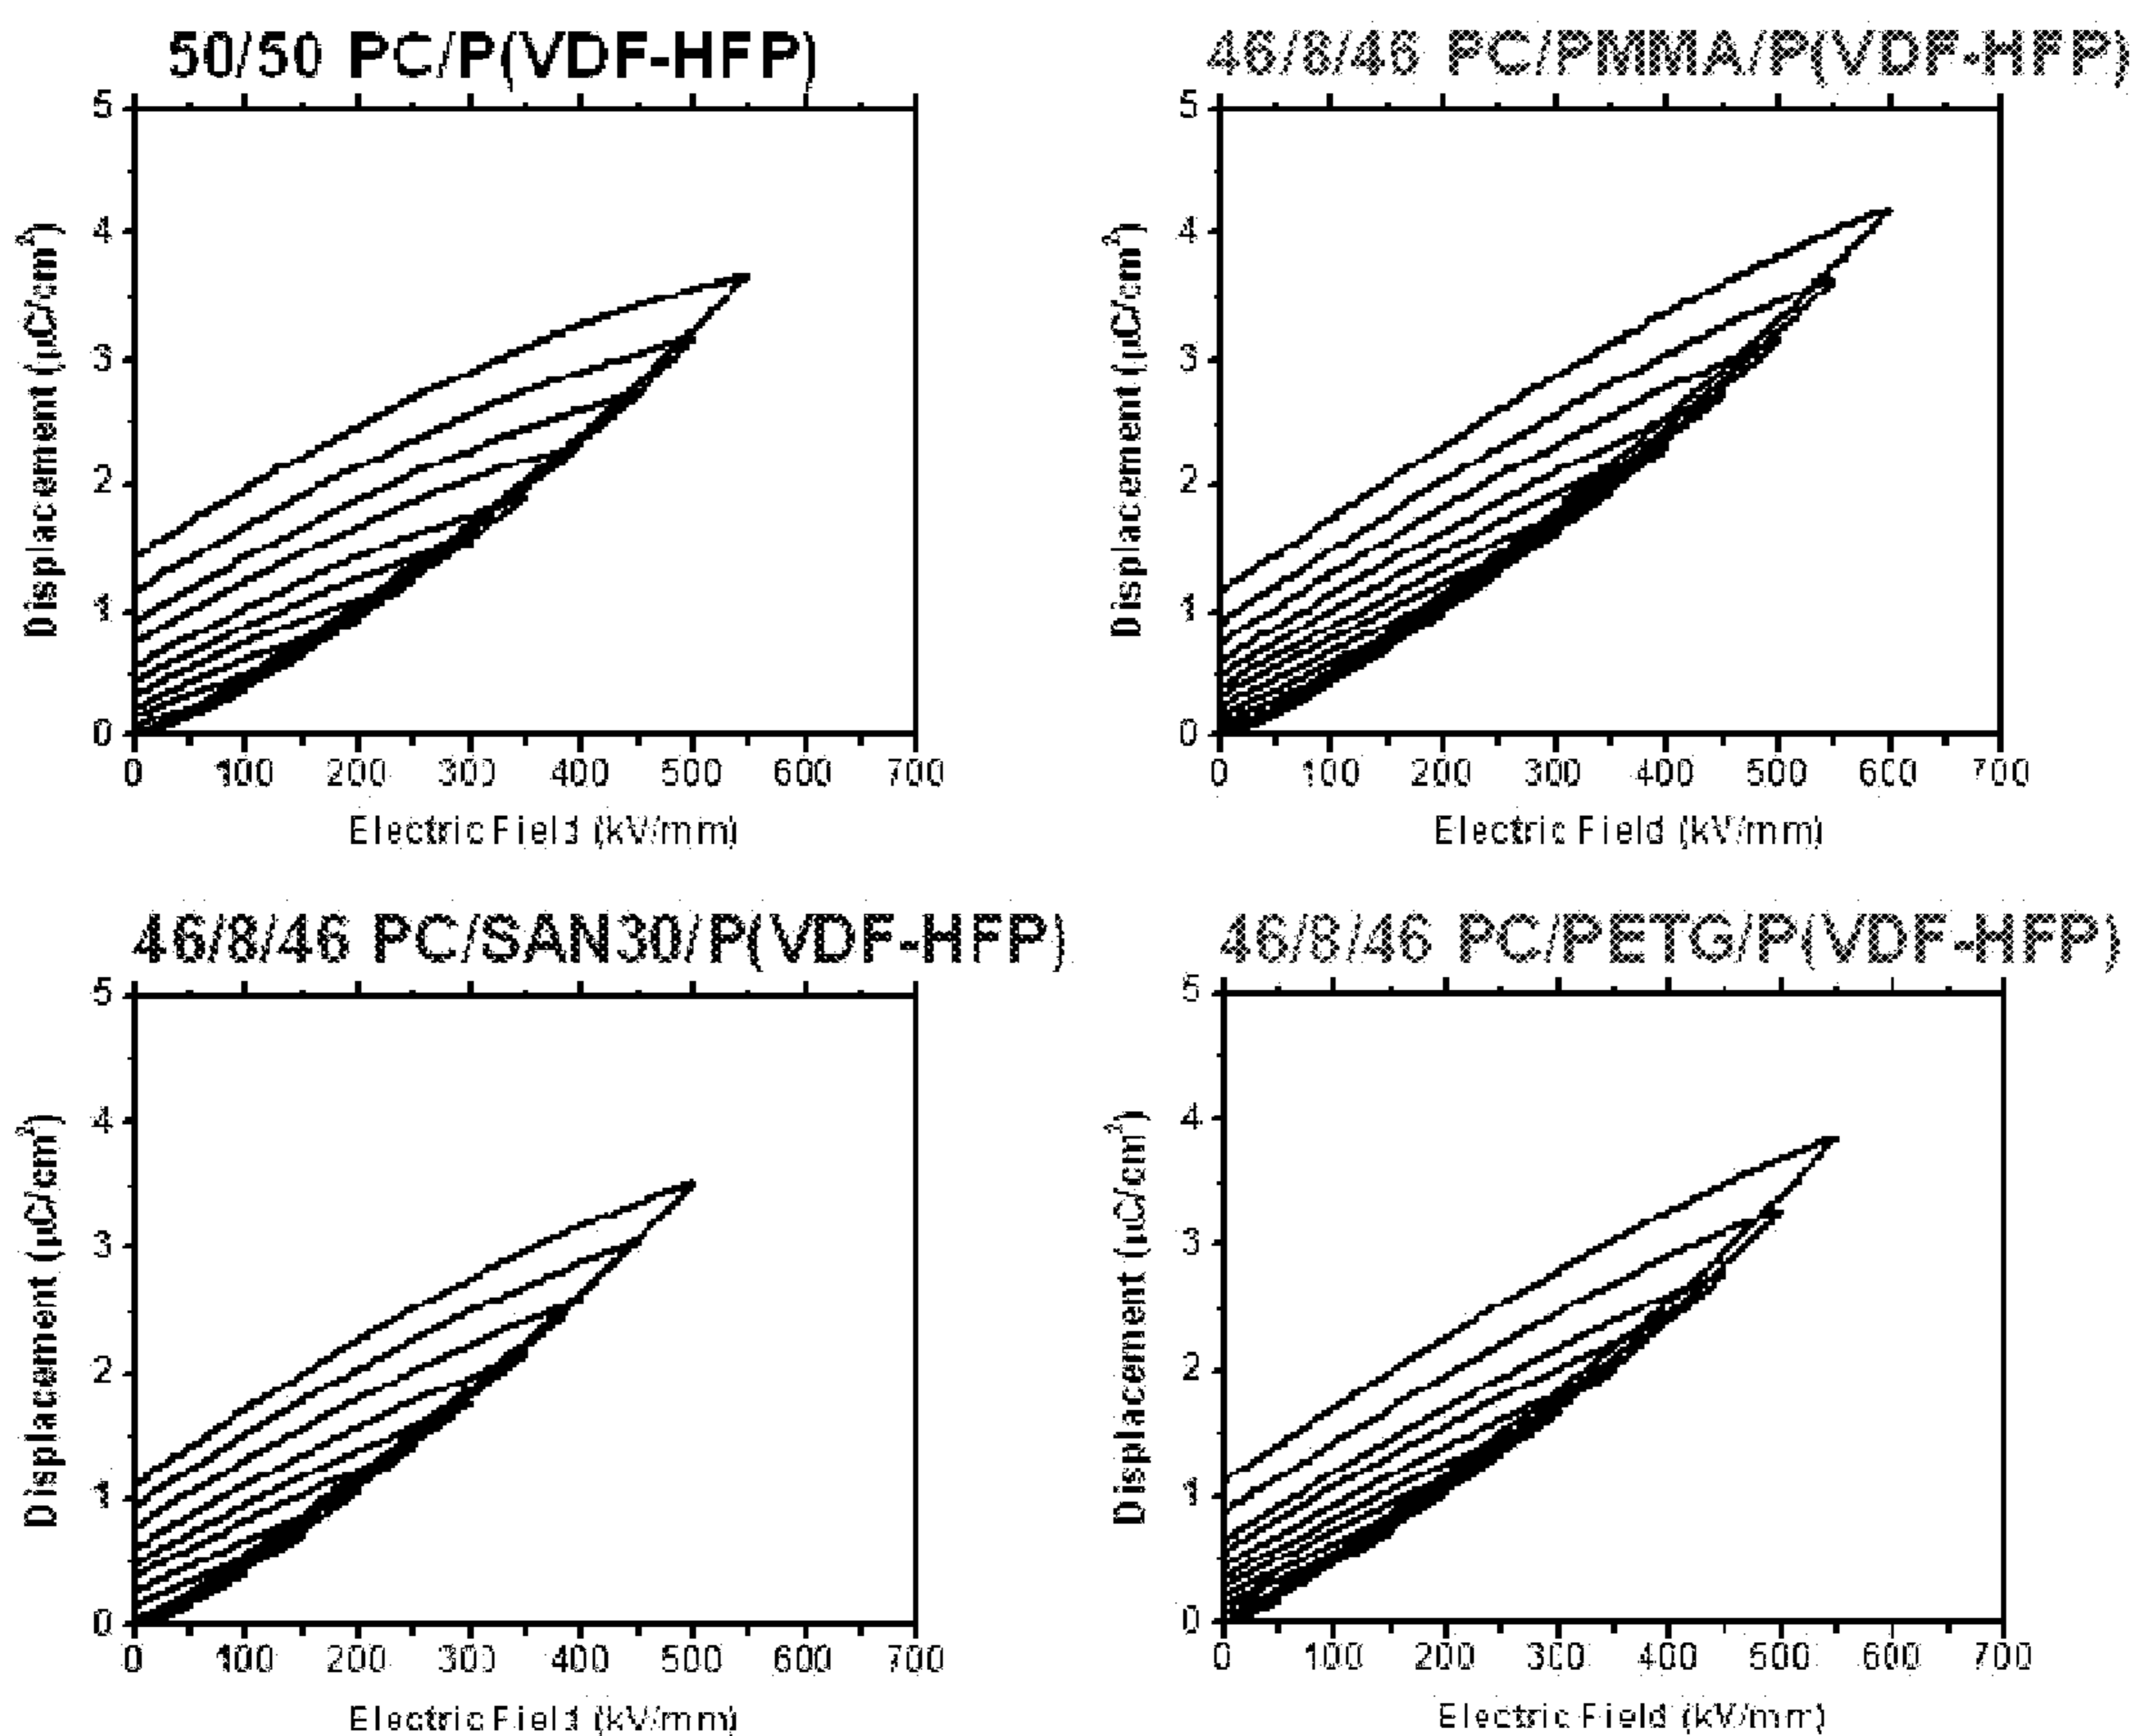 50/50 PC/P(VDF-HFP)
5
4
3
2
1
0
Displacement (µC/cm²)
0 100 200 300 400 500 600 700
Electric Field (kV/mm)
46/8/46 PC/PMMA/P(VDF-HFP)
5
4
3
2
1
0
Displacement (µC/cm²)
0 100 200 300 400 500 600 700
Electric Field (kV/mm)
46/8/46 PC/SAN30/P(VDF-HFP)
5
4
3
2
1
0
Displacement (µC/cm²)
0 100 200 300 400 500 600 700
Electric Field (kV/mm)
46/8/46 PC/PETG/P(VDF-HFP)
5
4
3
2
1
0
Displacement (µC/cm²)
0 100 200 300 400 500 600 700
Electric Field (kV/mm)